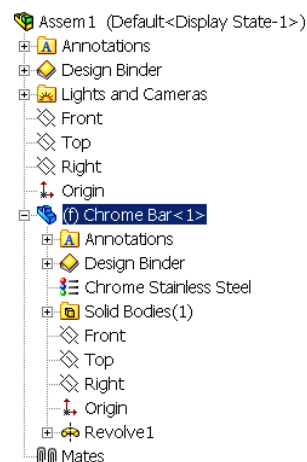 Assem1 (Default<Display State-1>)
A Annotations
Design Binder
Lights and Cameras
Front
Top
Right
Origin
(f) Chrome Bar<1>
A Annotations
Design Binder
Chrome Stainless Steel
Solid Bodies(1)
Front
Top
Right
Origin
Revolve1
Mates